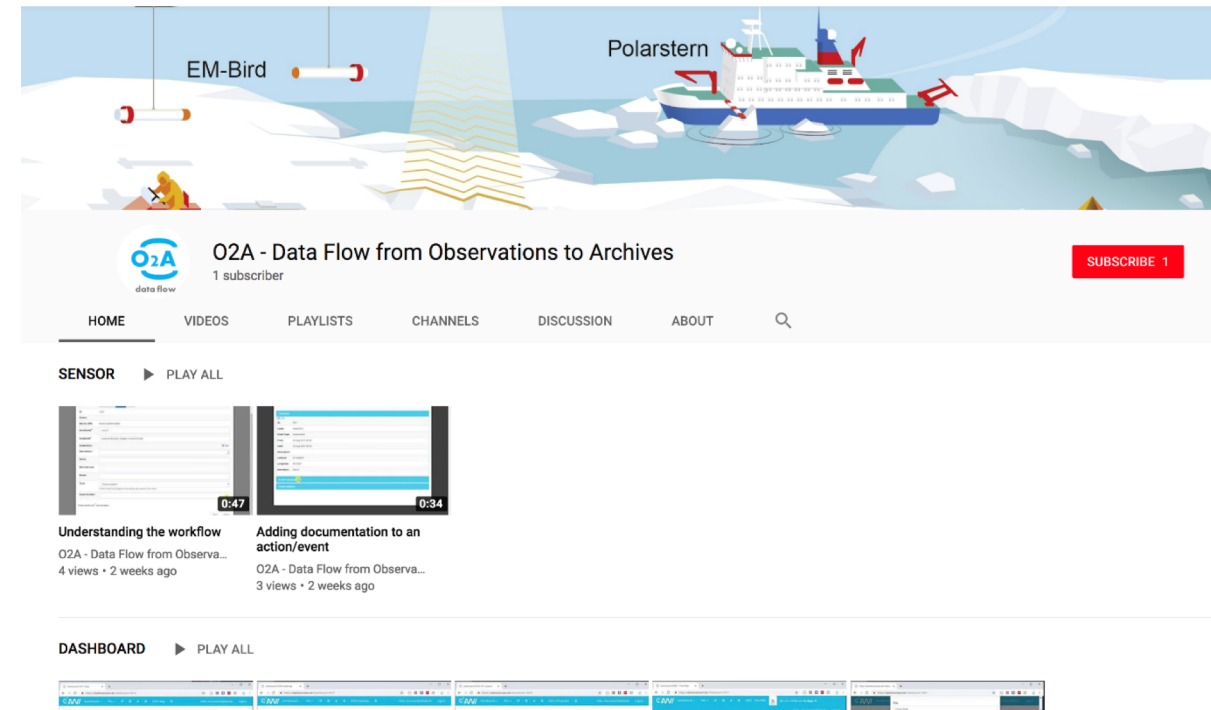 EM-Bird
Polarstern
O2A
data flow
O2A - Data Flow from Observations to Archives
1 subscriber
SUBSCRIBE 1
HOME VIDEOS PLAYLISTS CHANNELS DISCUSSION ABOUT
SENSOR PLAY ALL
0:47
0:34
Understanding the workflow
O2A - Data Flow from Observa...
4 views • 2 weeks ago
Adding documentation to an
action/event
O2A - Data Flow from Observa...
3 views • 2 weeks ago
DASHBOARD PLAY ALL